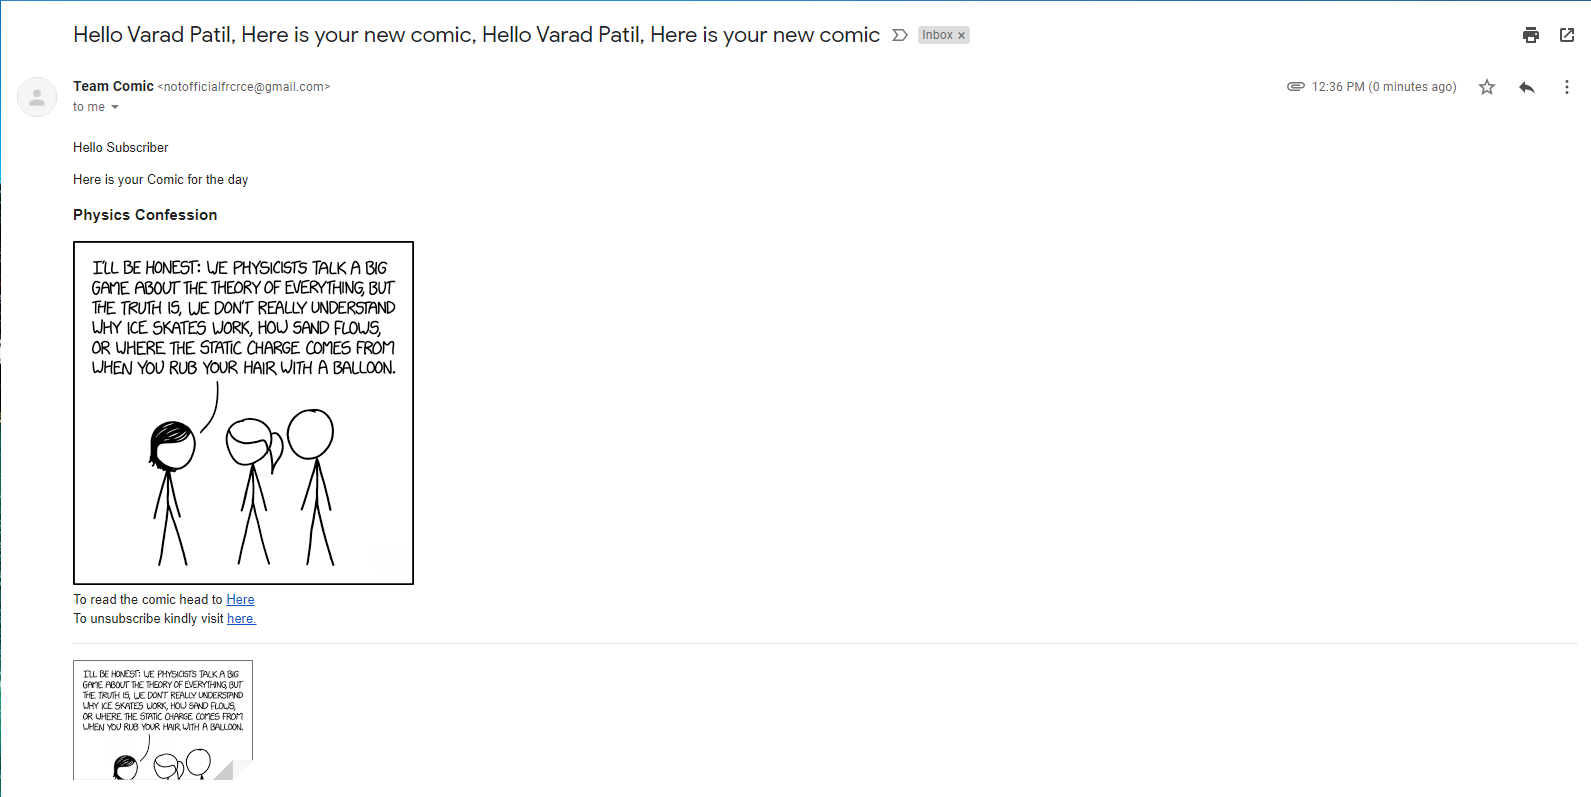 Hello Varad Patil, Here is your new comic, Hello Varad Patil, Here is your new comic
Inbox ×
Team Comic <notofficialfrcrce@gmail.com>
12:36 PM (0 minutes ago)
to me
Hello Subscriber
Here is your Comic for the day
Physics Confession
I'LL BE HONEST: WE PHYSICISTS TALK A BIG
GAME ABOUT THE THEORY OF EVERYTHING, BUT
THE TRUTH IS, WE DON'T REALLY UNDERSTAND
WHY ICE SKATES WORK, HOW SAND FLOWS,
OR WHERE THE STATIC CHARGE COMES FROM
WHEN YOU RUB YOUR HAIR WITH A BALLOON.
To read the comic head to Here
To unsubscribe kindly visit here.
I'LL BE HONEST: WE PHYSICISTS TALK A BIG
GAME ABOUT THE THEORY OF EVERYTHING, BUT
THE TRUTH IS, WE DON'T REALLY UNDERSTAND
WHY ICE SKATES WORK, HOW SAND FLOWS,
OR WHERE THE STATIC CHARGE COMES FROM
WHEN YOU RUB YOUR HAIR WITH A BALLOON.